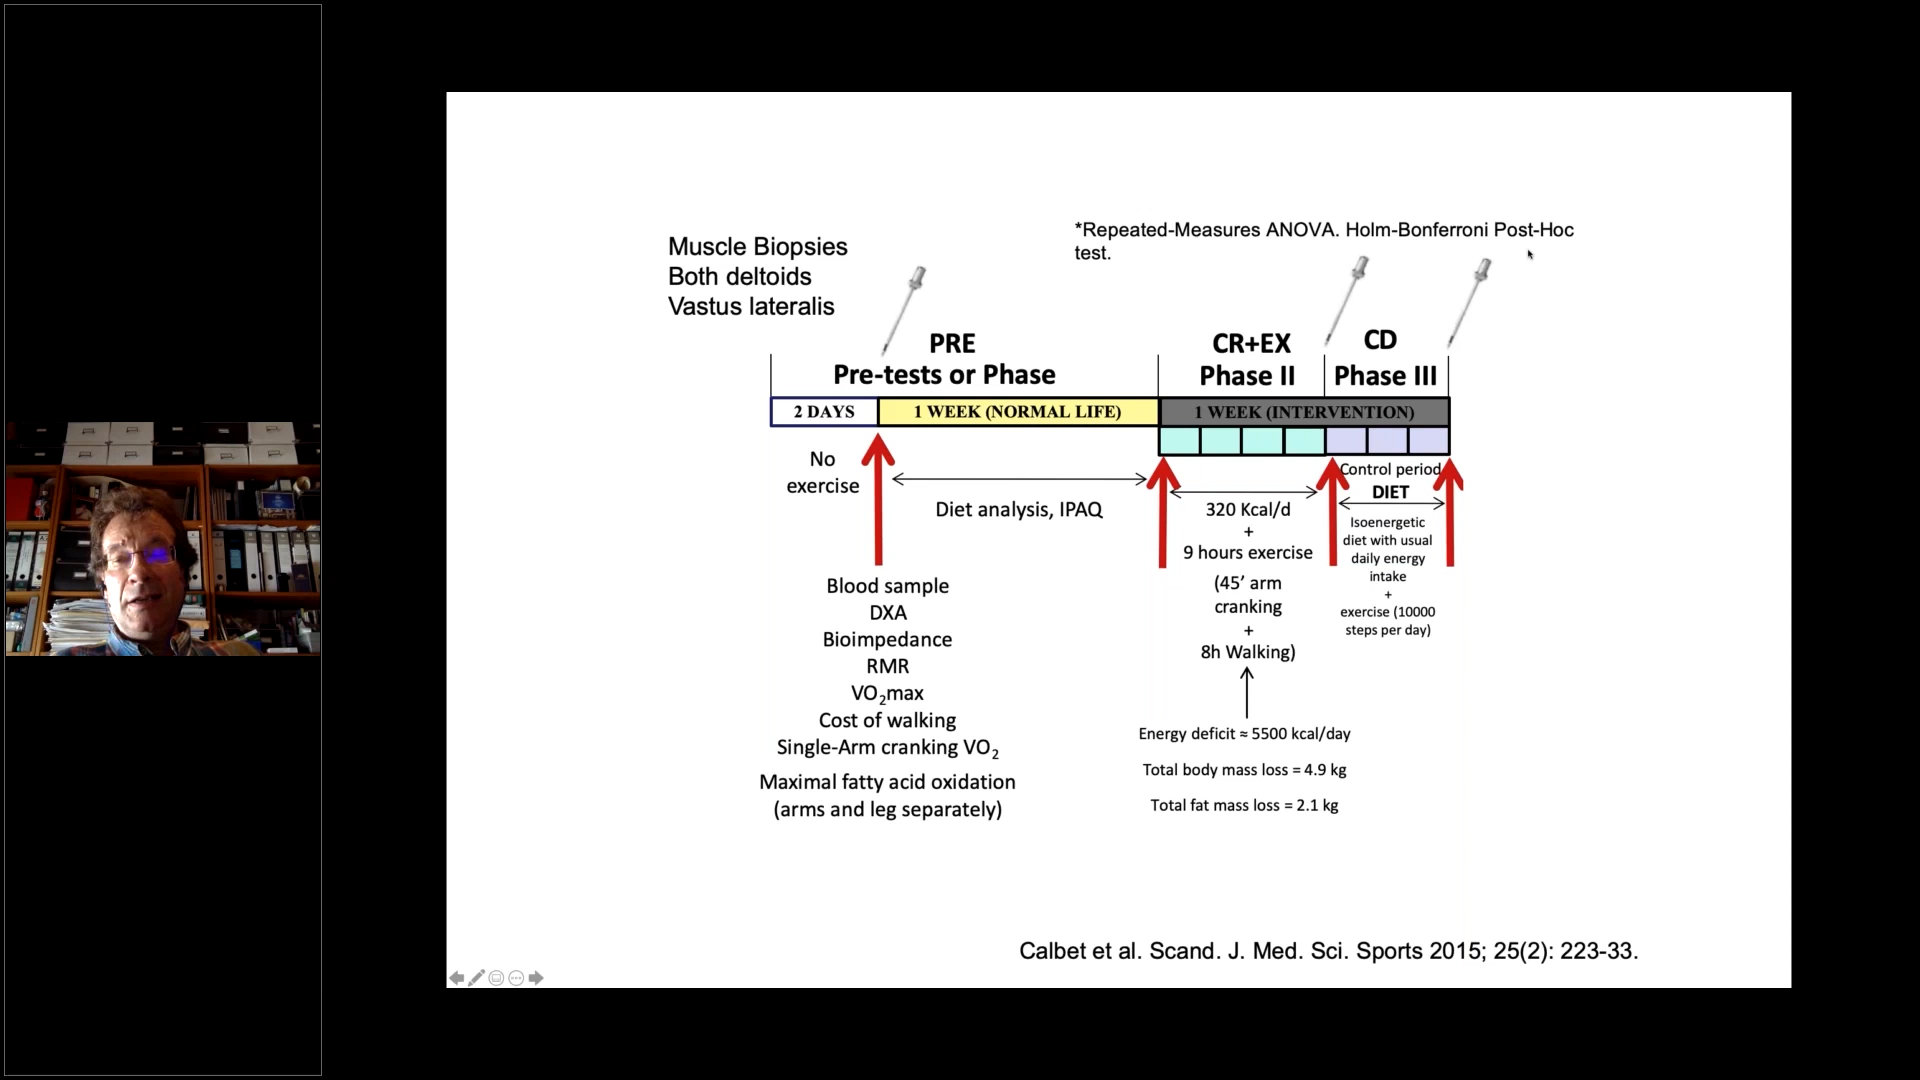 Muscle Biopsies
Both deltoids
Vastus lateralis
*Repeated-Measures ANOVA. Holm-Bonferroni Post-Hoc
test.
PRE
Pre-tests or Phase
CR+EX
Phase II
CD
Phase III
2 DAYS
1 WEEK (NORMAL LIFE)
1 WEEK (INTERVENTION)
No
exercise
Diet analysis, IPAQ
Blood sample
DXA
Bioimpedance
RMR
VO₂max
Cost of walking
Single-Arm cranking VO₂
Maximal fatty acid oxidation
(arms and leg separately)
320 Kcal/d
+
9 hours exercise
(45’ arm
cranking
+
8h Walking)
Energy deficit ≈ 5500 kcal/day
Total body mass loss = 4.9 kg
Total fat mass loss = 2.1 kg
Control period
DIET
Isoenergetic
diet with usual
daily energy
intake
+
exercise (10000
steps per day)
Calbet et al. Scand. J. Med. Sci. Sports 2015; 25(2): 223-33.